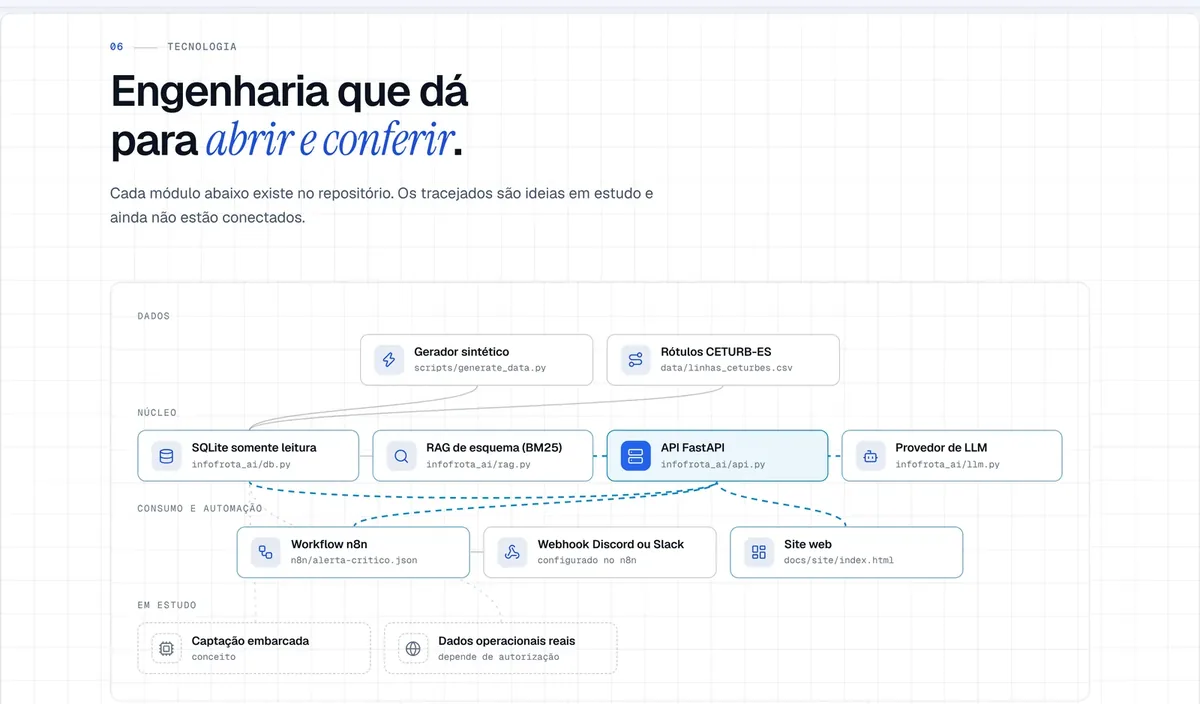 06 TECNOLOGIA
Engenharia que dá
para abrir e conferir.
Cada módulo abaixo existe no repositório. Os tracejados são ideias em estudo e
ainda não estão conectados.
DADOS
Gerador sintético
scripts/generate_data.py
Rótulos CETURB-ES
data/linhas_ceturbes.csv
NÚCLEO
SQLite somente leitura
infofrota_ai/db.py
RAG de esquema (BM25)
infofrota_ai/rag.py
API FastAPI
infofrota_ai/api.py
Provedor de LLM
infofrota_ai/llm.py
CONSUMO E AUTOMAÇÃO
Workflow n8n
n8n/alerta-critico.json
Webhook Discord ou Slack
configurado no n8n
Site web
docs/site/index.html
EM ESTUDO
Captação embarcada
conceito
Dados operacionais reais
depende de autorização